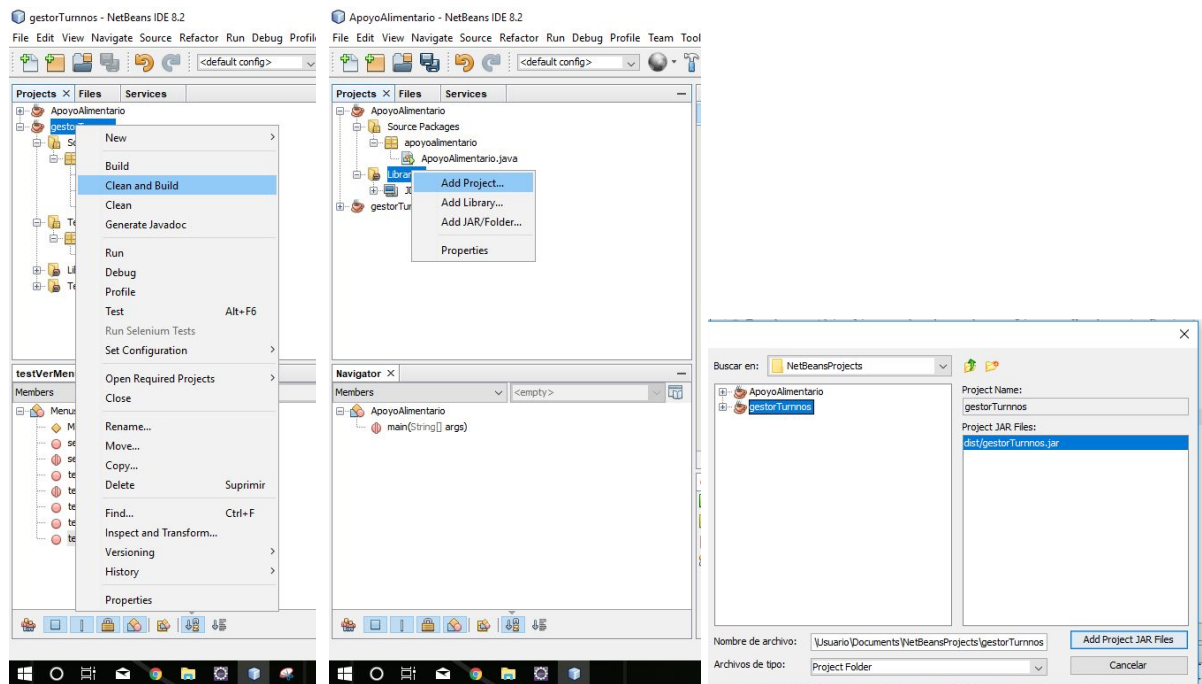 gestorTurnnos - NetBeans IDE 8.2
File Edit View Navigate Source Refactor Run Debug Profil
<default config>
Projects Files Services
ApoyoAlimentario
New
Build
Clean and Build
Clean
Generate Javadoc
Run
Debug
Profile
Test Alt+F6
Run Selenium Tests
Set Configuration
Open Required Projects
Close
Rename...
Move...
Copy...
Delete Suprimir
Find... Ctrl+F
Inspect and Transform...
Versioning
History
Properties
testVerMen
Members
Menus
ApoyoAlimentario - NetBeans IDE 8.2
File Edit View Navigate Source Refactor Run Debug Profile Team Tool
<default config>
Projects Files Services
ApoyoAlimentario
Source Packages
apoyoalimentario
ApoyoAlimentario.java
Librar
gestorTur
Add Project...
Add Library...
Add JAR/Folder...
Properties
Navigator
Members <empty>
ApoyoAlimentario
main(String[] args)
Buscar en: NetBeansProjects
ApoyoAlimentario
gestorTurnnos
Project Name:
gestorTurnnos
Project JAR Files:
dist/gestorTurnnos.jar
Nombre de archivo: \Usuario\Documents\NetBeansProjects\gestorTurnnos
Add Project JAR Files
Archivos de tipo: Project Folder
Cancelar